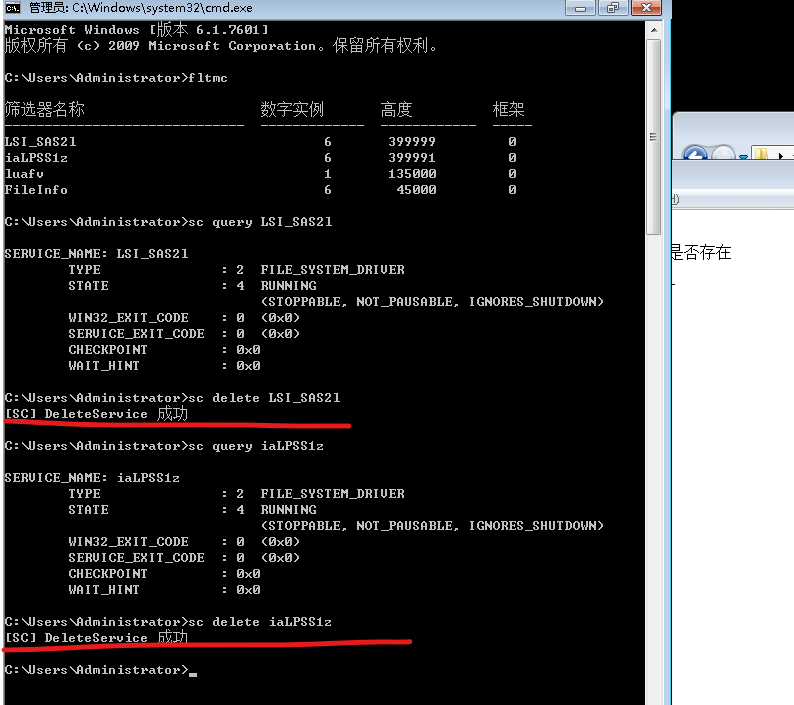 管理员: C:\Windows\system32\cmd.exe
Microsoft Windows [版本 6.1.7601]
版权所有 (c) 2009 Microsoft Corporation。保留所有权利。
C:\Users\Administrator>fltmc
筛选器名称 数字实例 高度 框架
------------------------------ ------------- ------------ -----
LSI_SAS2l 6 399999 0
iaLPSS1z 6 399991 0
luafv 1 135000 0
FileInfo 6 45000 0
C:\Users\Administrator>sc query LSI_SAS2l
SERVICE_NAME: LSI_SAS2l
TYPE : 2 FILE_SYSTEM_DRIVER
STATE : 4 RUNNING
(STOPPABLE, NOT_PAUSABLE, IGNORES_SHUTDOWN)
WIN32_EXIT_CODE : 0 (0x0)
SERVICE_EXIT_CODE : 0 (0x0)
CHECKPOINT : 0x0
WAIT_HINT : 0x0
C:\Users\Administrator>sc delete LSI_SAS2l
[SC] DeleteService 成功
C:\Users\Administrator>sc query iaLPSS1z
SERVICE_NAME: iaLPSS1z
TYPE : 2 FILE_SYSTEM_DRIVER
STATE : 4 RUNNING
(STOPPABLE, NOT_PAUSABLE, IGNORES_SHUTDOWN)
WIN32_EXIT_CODE : 0 (0x0)
SERVICE_EXIT_CODE : 0 (0x0)
CHECKPOINT : 0x0
WAIT_HINT : 0x0
C:\Users\Administrator>sc delete iaLPSS1z
[SC] DeleteService 成功
C:\Users\Administrator>_
是否存在